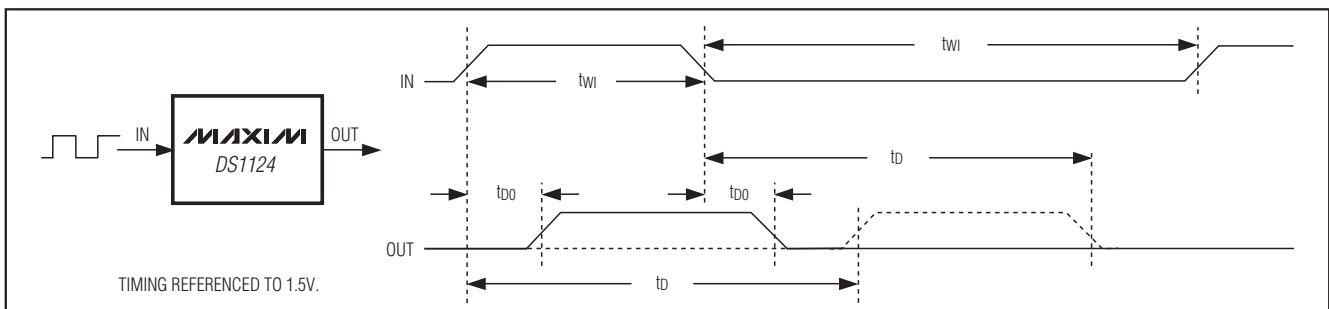 tWI
IN
tWI
IN
OUT
MAXIM
DS1124
tD
tD0
tD0
OUT
TIMING REFERENCED TO 1.5V.
tD